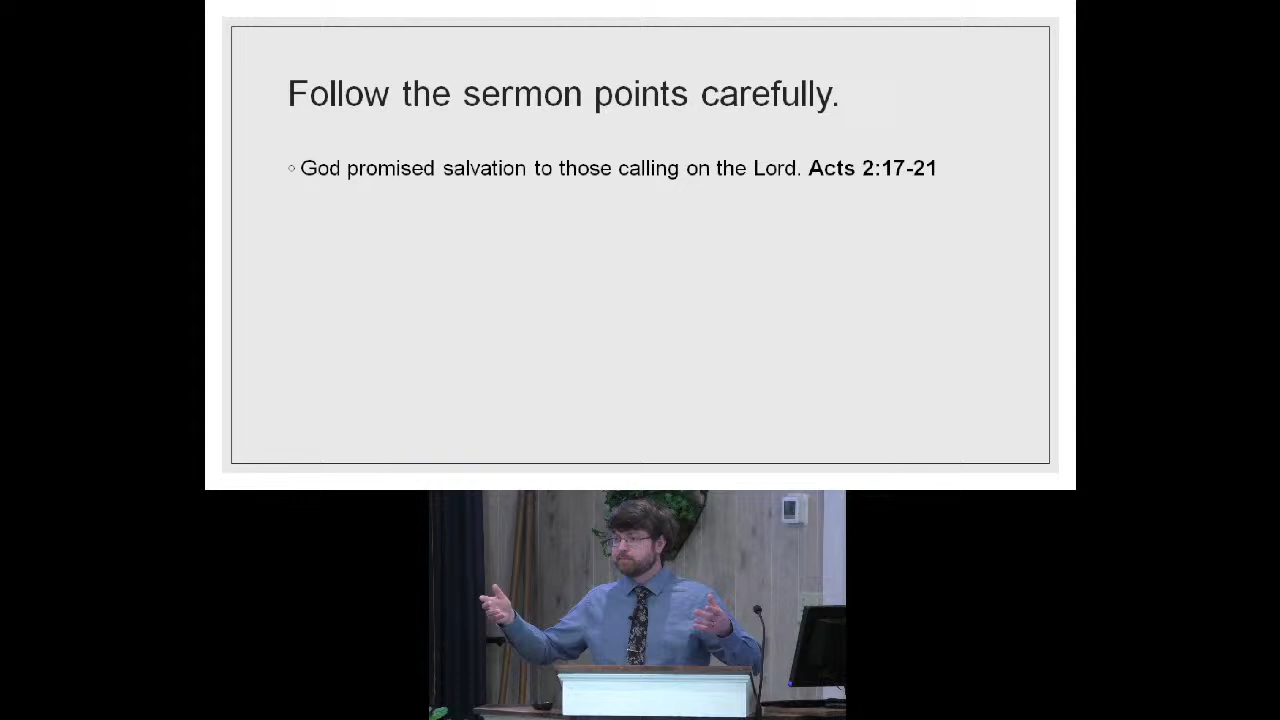 Follow the sermon points carefully.
◦ God promised salvation to those calling on the Lord. Acts 2:17-21